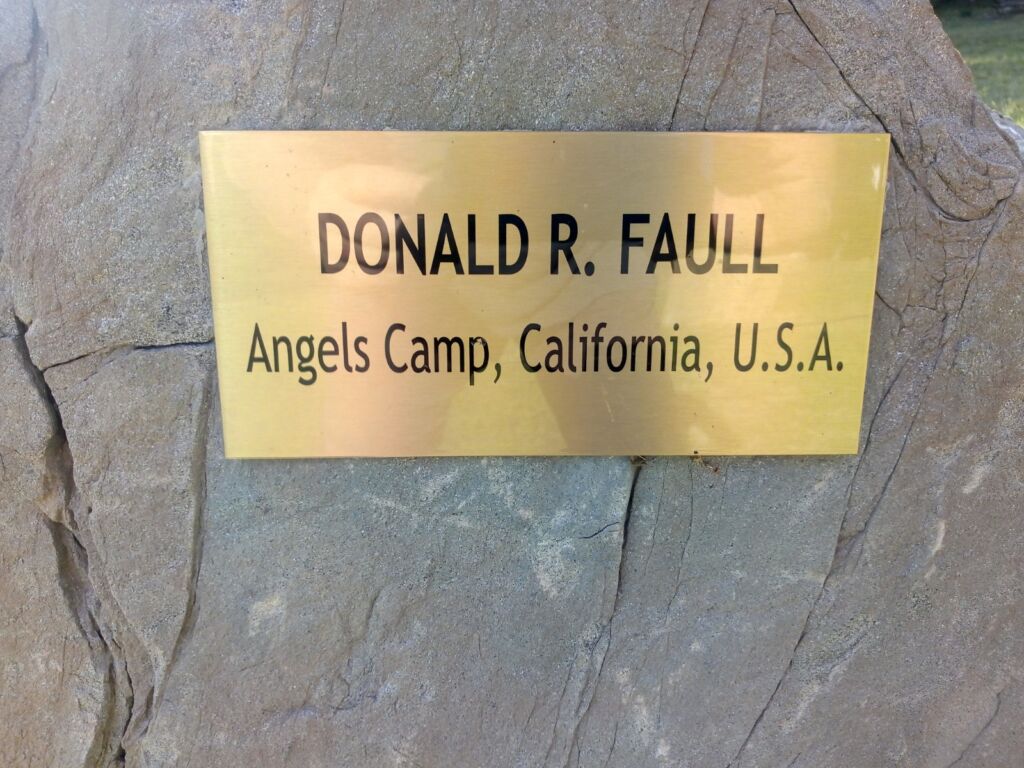 DONALD R. FAULL
Angels Camp, California, U.S.A.